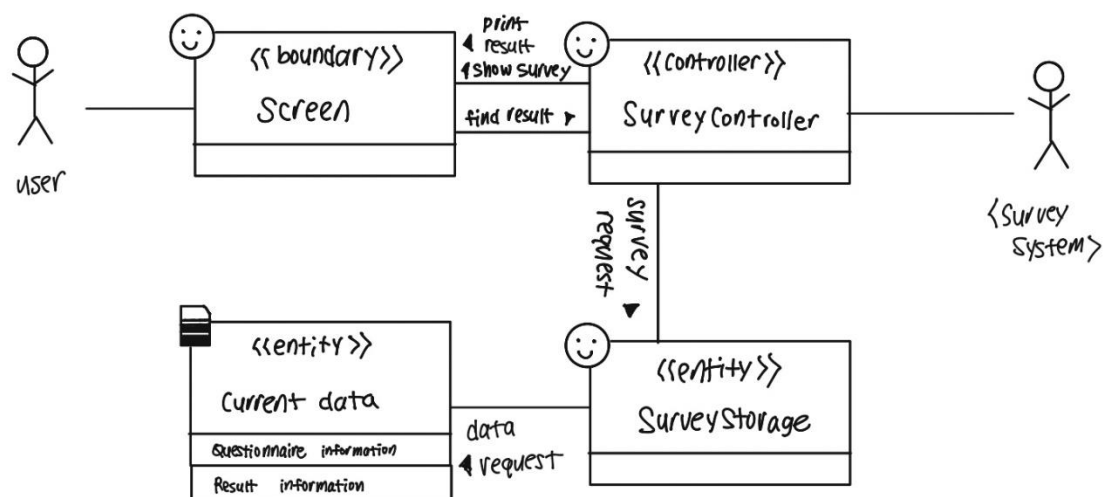 user
<<boundary>>
Screen
print
result
show survey
find result
<<controller>>
SurveyController
<survey
system>
survey
request
<<entity>>
Current data
Questionnaire information
Result information
data
request
<<entity>>
SurveyStorage